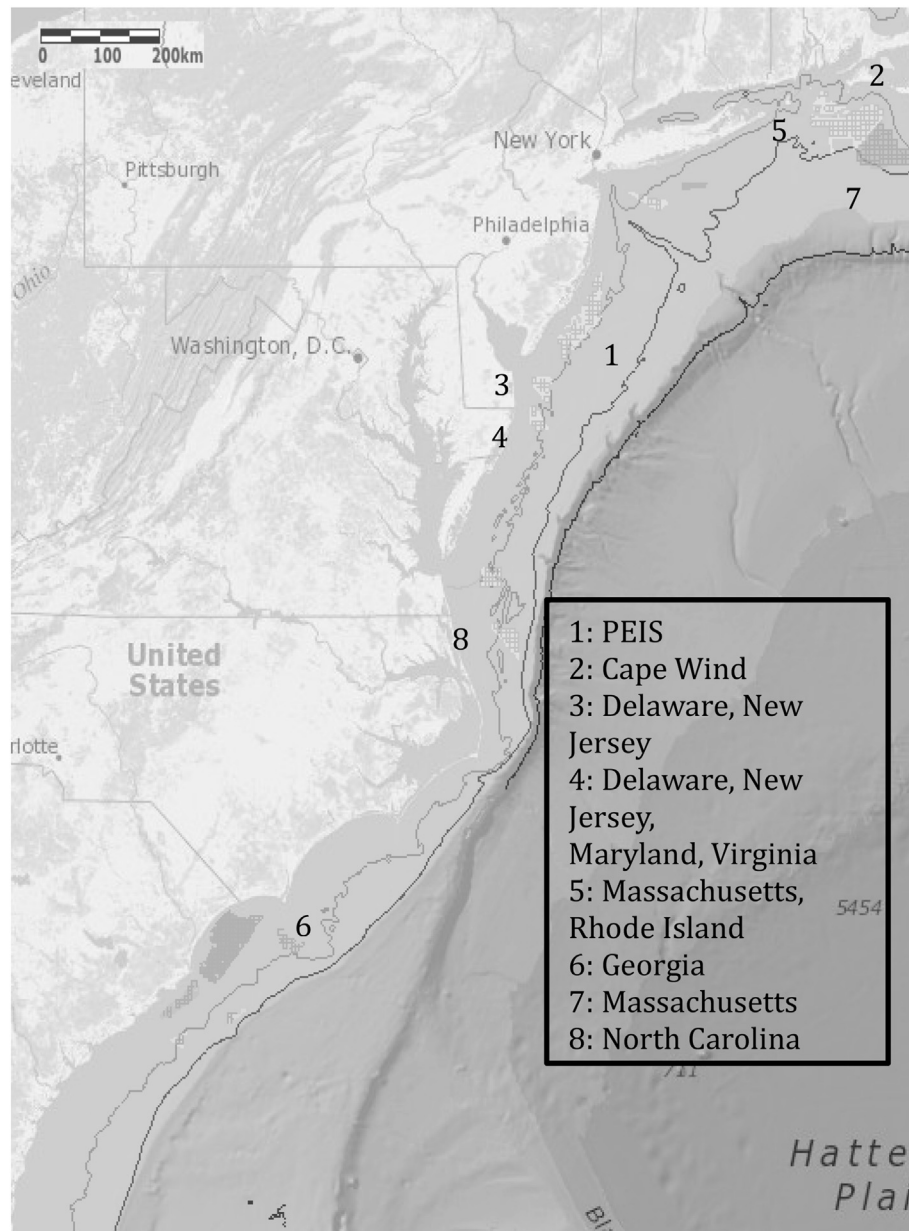 0 100 200km
eveland
2
5
New York
Pittsburgh
7
Philadelphia
Ohio
Washington, D.C.
1
3
4
8
United
States
rlotte
6
1: PEIS
2: Cape Wind
3: Delaware, New
Jersey
4: Delaware, New
Jersey,
Maryland, Virginia
5: Massachusetts,
Rhode Island
6: Georgia
7: Massachusetts
8: North Carolina
5454
Hatte
Plai
Bla